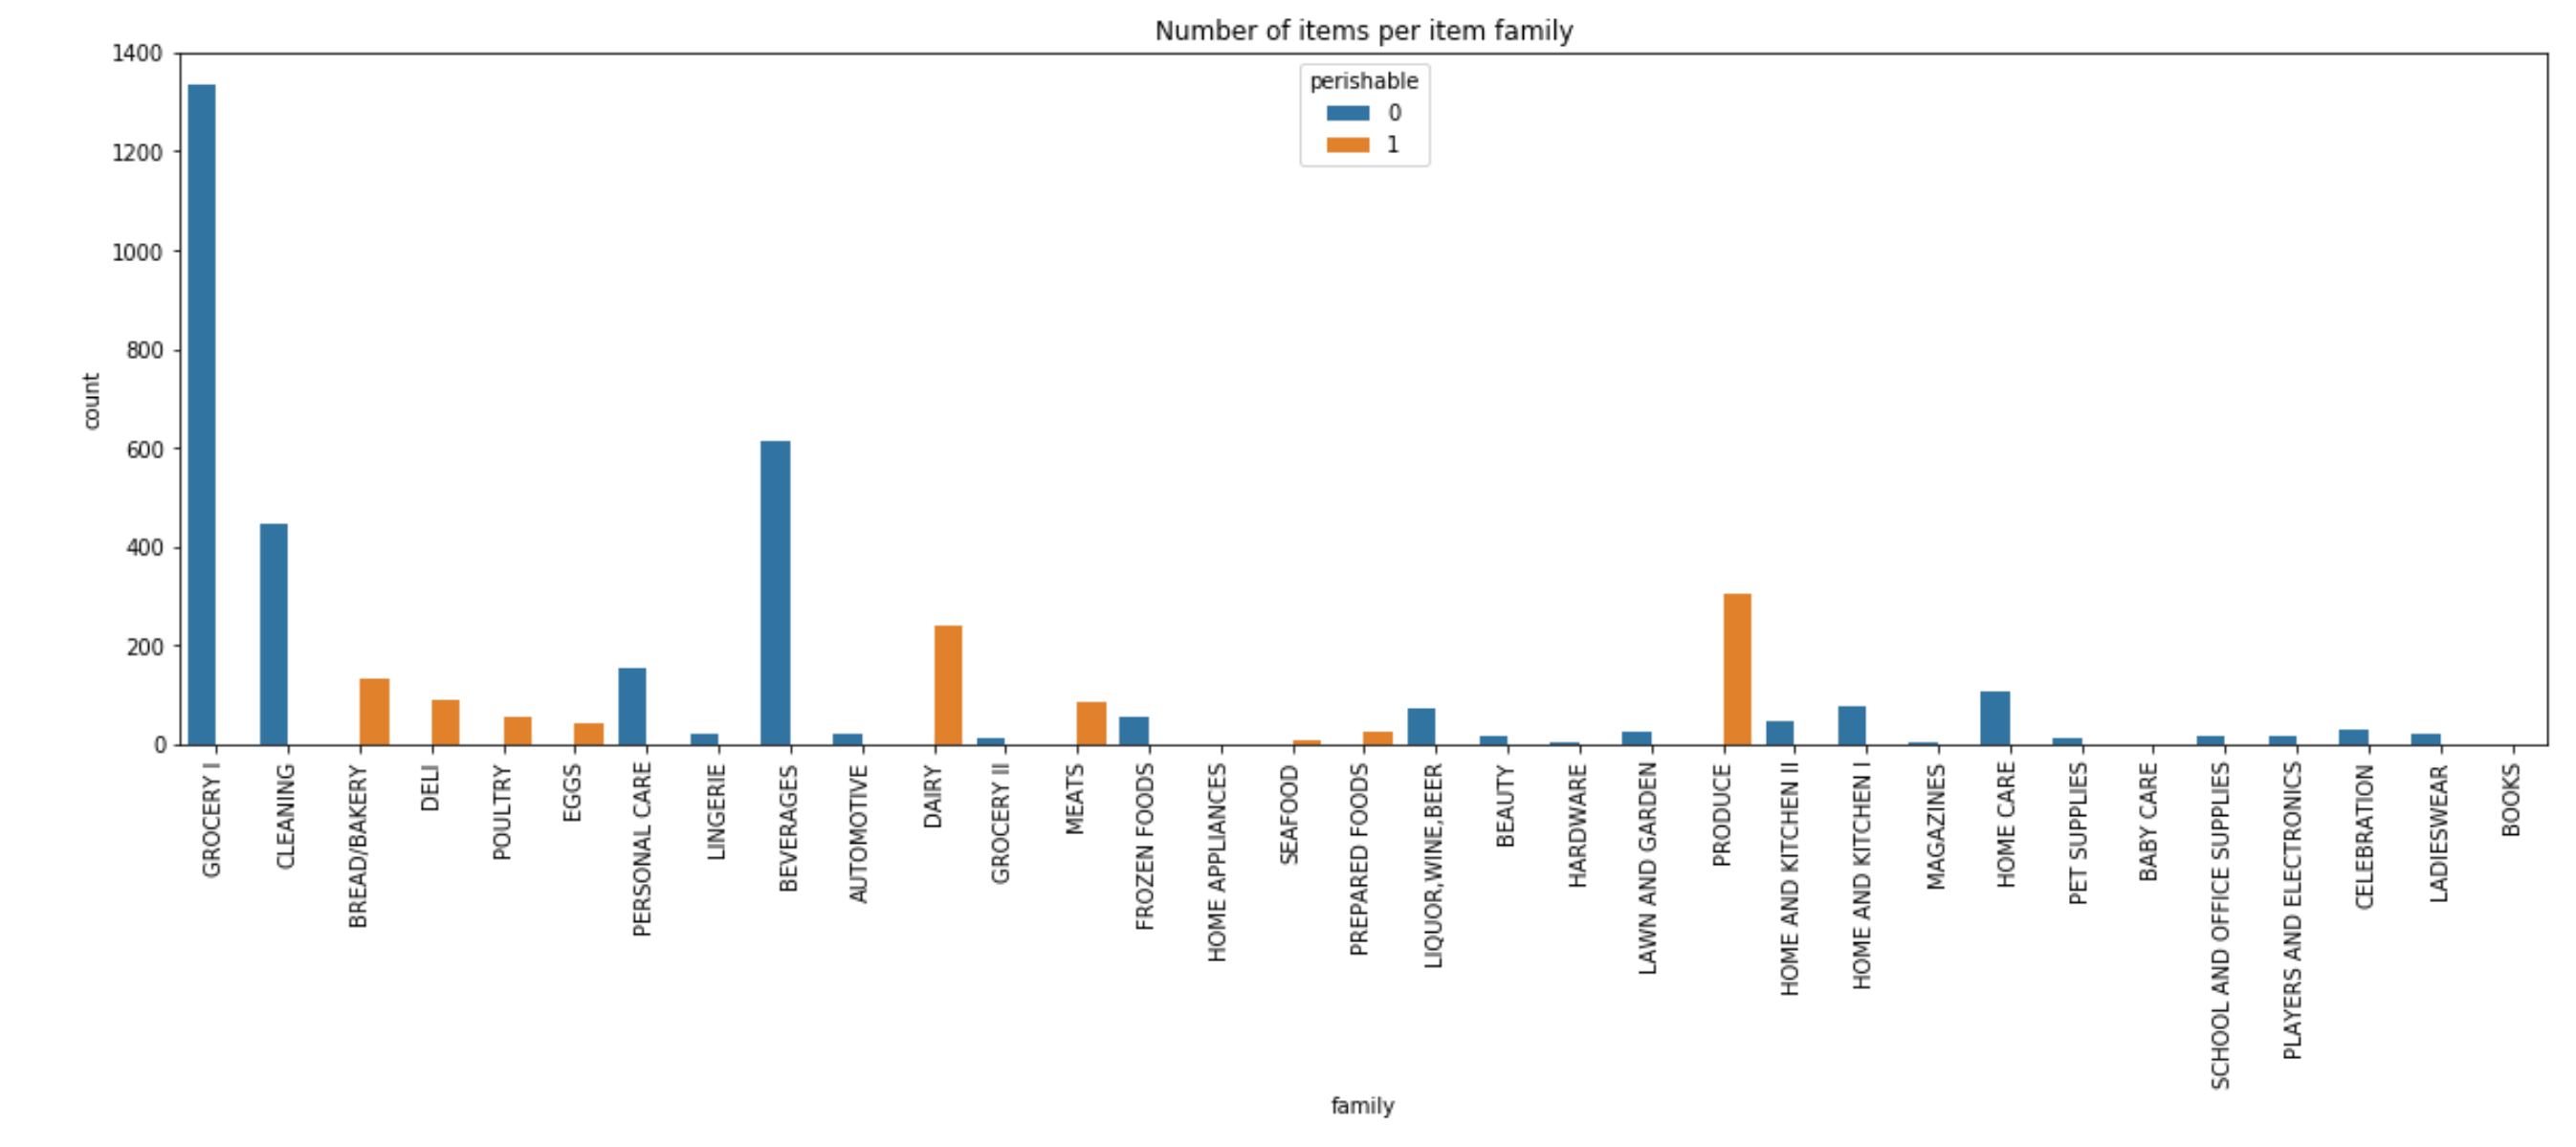 Number of items per item family
perishable
0
1
1400
1200
1000
800
600
400
200
0
count
GROCERY I
CLEANING
BREAD/BAKERY
DELI
POULTRY
EGGS
PERSONAL CARE
LINGERIE
BEVERAGES
AUTOMOTIVE
DAIRY
GROCERY II
MEATS
FROZEN FOODS
HOME APPLIANCES
SEAFOOD
PREPARED FOODS
LIQUOR,WINE,BEER
BEAUTY
HARDWARE
LAWN AND GARDEN
PRODUCE
HOME AND KITCHEN II
HOME AND KITCHEN I
MAGAZINES
HOME CARE
PET SUPPLIES
BABY CARE
SCHOOL AND OFFICE SUPPLIES
PLAYERS AND ELECTRONICS
CELEBRATION
LADIESWEAR
BOOKS
family